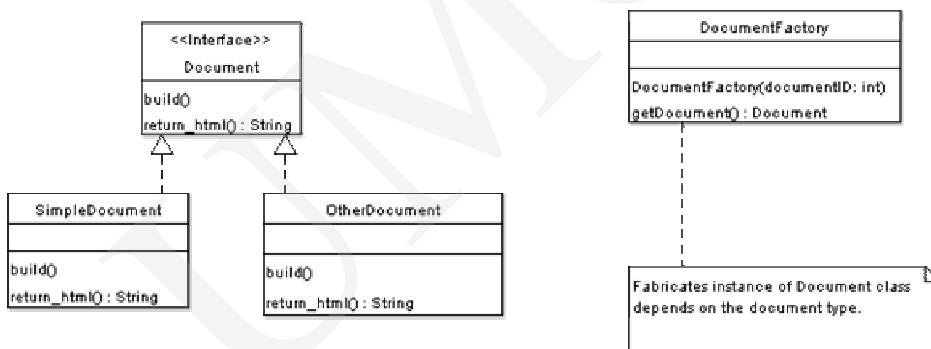 <<Interface>>
Document
build()
return_html() : String
SimpleDocument
build()
return_html() : String
OtherDocument
build()
return_html() : String
DocumentFactory
DocumentFactory(documentID: int)
getDocument() : Document
Fabricates instance of Document class
depends on the document type.